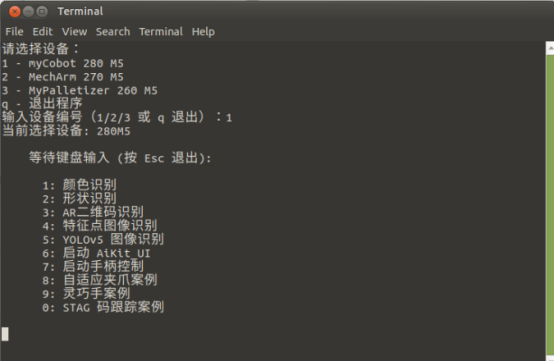 Terminal
File Edit View Search Terminal Help
请选择设备：
1 - myCobot 280 M5
2 - MechArm 270 M5
3 - MyPalletizer 260 M5
q - 退出程序
输入设备编号（1/2/3 或 q 退出）：1
当前选择设备: 280M5
等待键盘输入 (按 Esc 退出):
1: 颜色识别
2: 形状识别
3: AR二维码识别
4: 特征点图像识别
5: YOLOv5 图像识别
6: 启动 AiKit_UI
7: 启动手柄控制
8: 自适应夹爪案例
9: 灵巧手案例
0: STAG 码跟踪案例